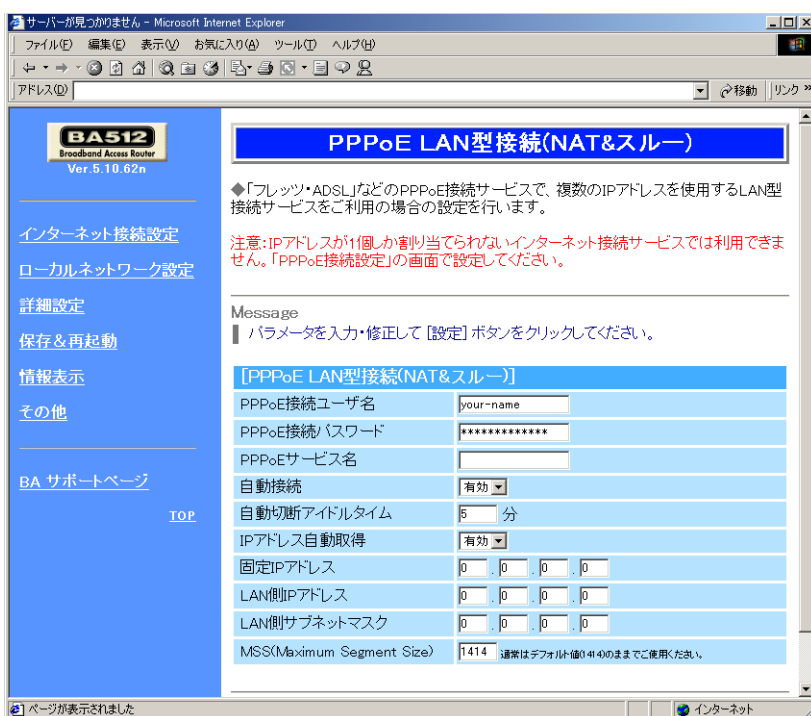 サーバーが見つかりません - Microsoft Internet Explorer
ファイル(F) 編集(E) 表示(V) お気に入り(A) ツール(T) ヘルプ(H)
アドレス(D) 移動 リンク »
BA512
Broadband Access Router
Ver.5.10.62n
インターネット接続設定
ローカルネットワーク設定
詳細設定
保存&再起動
情報表示
その他
BA サポートページ
TOP
PPPoE LAN型接続(NAT&スルー)
◆「フレッツ・ADSL」などのPPPoE接続サービスで、複数のIPアドレスを使用するLAN型
接続サービスをご利用の場合の設定を行います。
注意:IPアドレスが1個しか割り当てられないインターネット接続サービスでは利用できま
せん。「PPPoE接続設定」の画面で設定してください。
Message
パラメータを入力・修正して [設定] ボタンをクリックしてください。
[PPPoE LAN型接続(NAT&スルー)]
PPPoE接続ユーザ名 your-name
PPPoE接続パスワード *************
PPPoEサービス名
自動接続 有効
自動切断アイドルタイム 5 分
IPアドレス自動取得 有効
固定IPアドレス 0 . 0 . 0 . 0
LAN側IPアドレス 0 . 0 . 0 . 0
LAN側サブネットマスク 0 . 0 . 0 . 0
MSS(Maximum Segment Size) 1414 通常はデフォルト値(1414)のままでご使用ください。
ページが表示されました インターネット